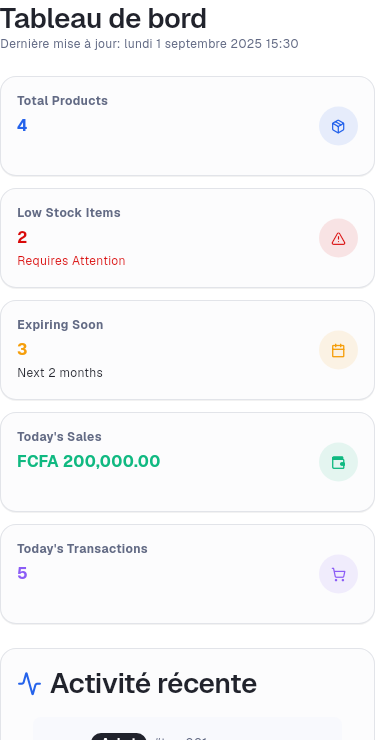 Tableau de bord
Dernière mise à jour: lundi 1 septembre 2025 15:30
Total Products
4
Low Stock Items
2
Requires Attention
Expiring Soon
3
Next 2 months
Today's Sales
FCFA 200,000.00
Today's Transactions
5
Activité récente